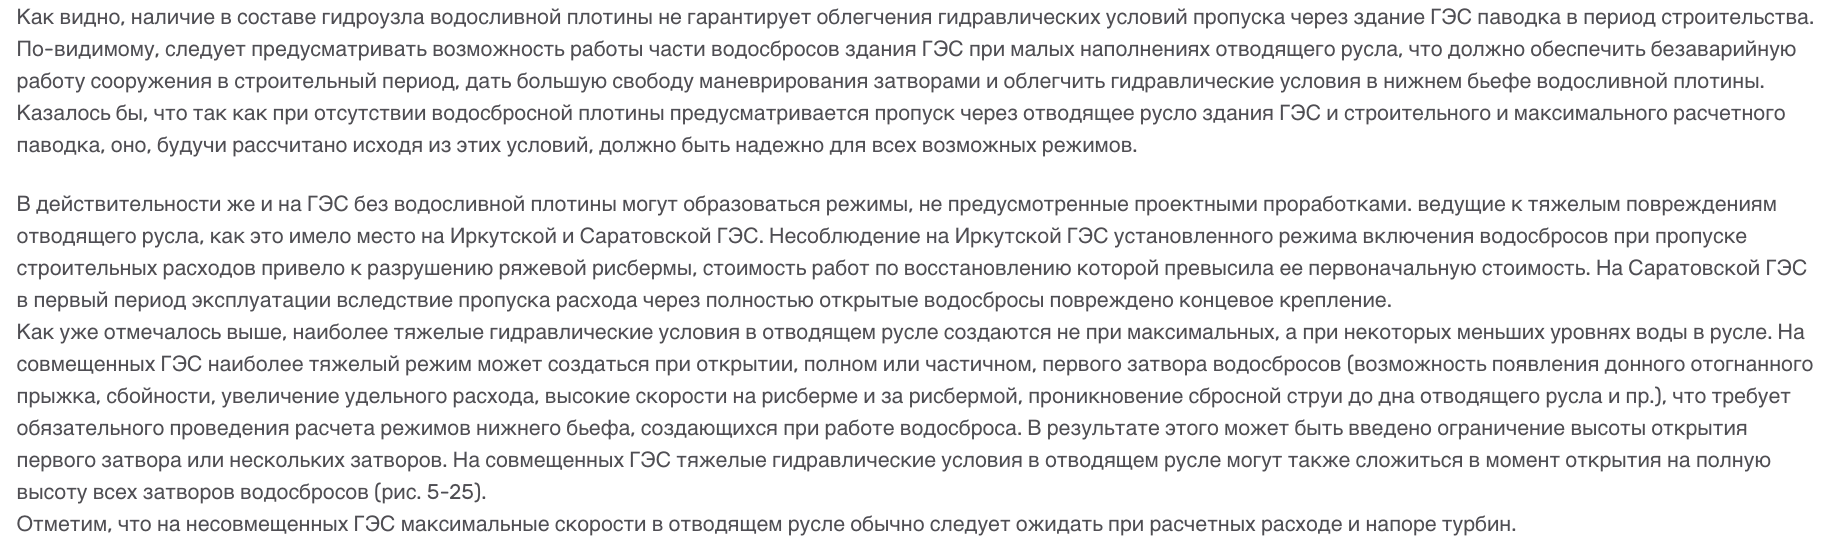 Как видно, наличие в составе гидроузла водосливной плотины не гарантирует облегчения гидравлических условий пропуска через здание ГЭС паводка в период строительства.
По-видимому, следует предусматривать возможность работы части водосбросов здания ГЭС при малых наполнениях отводящего русла, что должно обеспечить безаварийную
работу сооружения в строительный период, дать большую свободу маневрирования затворами и облегчить гидравлические условия в нижнем бьефе водосливной плотины.
Казалось бы, что так как при отсутствии водосбросной плотины предусматривается пропуск через отводящее русло здания ГЭС и строительного и максимального расчетного
паводка, оно, будучи рассчитано исходя из этих условий, должно быть надежно для всех возможных режимов.
В действительности же и на ГЭС без водосливной плотины могут образоваться режимы, не предусмотренные проектными проработками. ведущие к тяжелым повреждениям
отводящего русла, как это имело место на Иркутской и Саратовской ГЭС. Несоблюдение на Иркутской ГЭС установленного режима включения водосбросов при пропуске
строительных расходов привело к разрушению ряжевой рисбермы, стоимость работ по восстановлению которой превысила ее первоначальную стоимость. На Саратовской ГЭС
в первый период эксплуатации вследствие пропуска расхода через полностью открытые водосбросы повреждено концевое крепление.
Как уже отмечалось выше, наиболее тяжелые гидравлические условия в отводящем русле создаются не при максимальных, а при некоторых меньших уровнях воды в русле. На
совмещенных ГЭС наиболее тяжелый режим может создаться при открытии, полном или частичном, первого затвора водосбросов (возможность появления донного отогнанного
прыжка, сбойности, увеличение удельного расхода, высокие скорости на рисберме и за рисбермой, проникновение сбросной струи до дна отводящего русла и пр.), что требует
обязательного проведения расчета режимов нижнего бьефа, создающихся при работе водосброса. В результате этого может быть введено ограничение высоты открытия
первого затвора или нескольких затворов. На совмещенных ГЭС тяжелые гидравлические условия в отводящем русле могут также сложиться в момент открытия на полную
высоту всех затворов водосбросов (рис. 5-25).
Отметим, что на несовмещенных ГЭС максимальные скорости в отводящем русле обычно следует ожидать при расчетных расходе и напоре турбин.